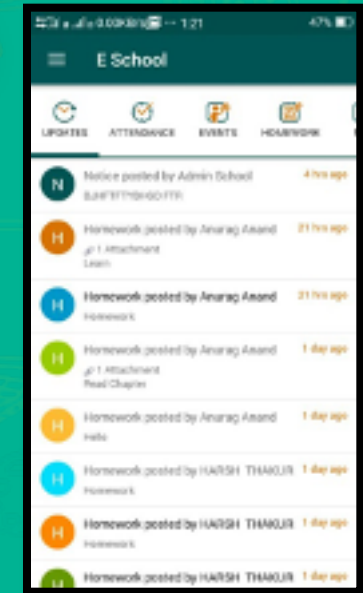 1:21 47%
E School
UPDATES ATTENDANCE EVENTS HOMEWORK
N Notice posted by Admin School 4 hrs ago
H Homework posted by Anurag Anand 21 hrs ago
1 Attachment
Learn
H Homework posted by Anurag Anand 21 hrs ago
Homework
H Homework posted by Anurag Anand 1 day ago
1 Attachment
Read Chapter
H Homework posted by Anurag Anand 1 day ago
Hello
H Homework posted by HARSH THAKUR 1 day ago
Homework
H Homework posted by HARSH THAKUR 1 day ago
Homework
H Homework posted by HARSH THAKUR 1 day ago